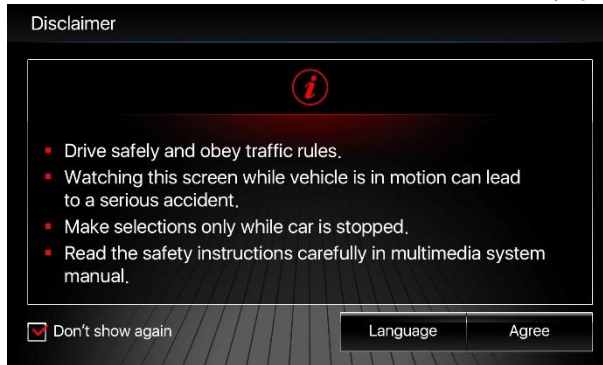 Disclaimer
i
Drive safely and obey traffic rules.
Watching this screen while vehicle is in motion can lead
to a serious accident.
Make selections only while car is stopped.
Read the safety instructions carefully in multimedia system
manual.
Don't show again
Language
Agree